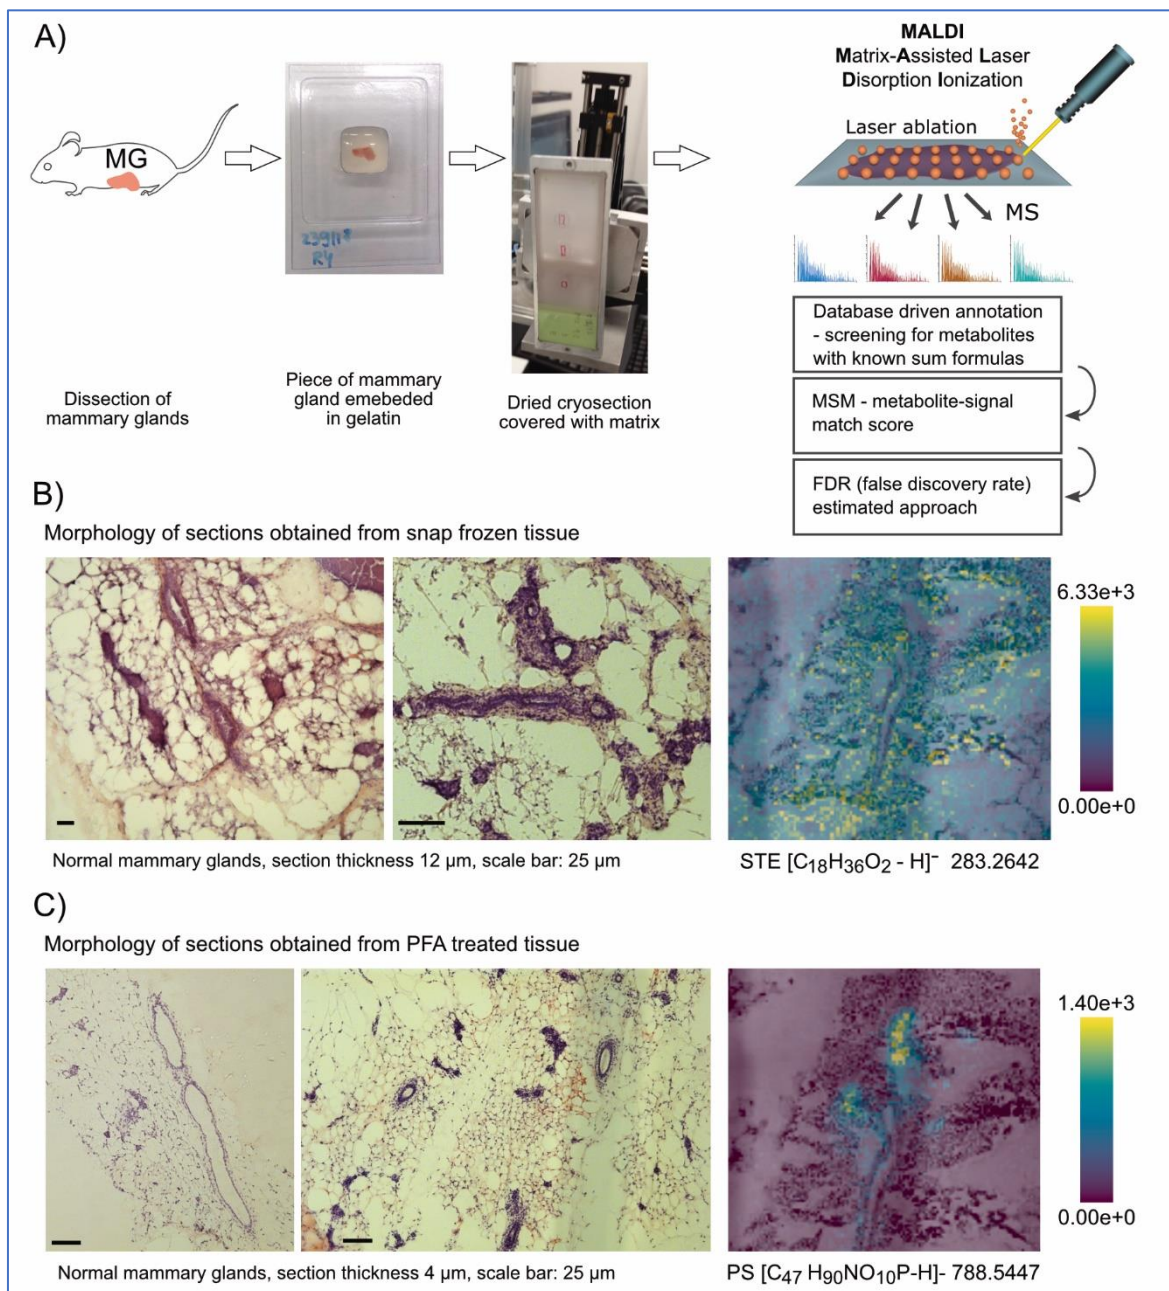 A)
MG
239118
R4
Dissection of
mammary glands
Piece of mammary
gland emebeded
in gelatin
Dried cryosection
covered with matrix
MALDI
Matrix-Assisted Laser
Disorption Ionization
Laser ablation
MS
Database driven annotation
- screening for metabolites
with known sum formulas
MSM - metabolite-signal
match score
FDR (false discovery rate)
estimated approach
B)
Morphology of sections obtained from snap frozen tissue
6.33e+3
0.00e+0
Normal mammary glands, section thickness 12 µm, scale bar: 25 µm
STE [C₁₈H₃₆O₂ - H]⁻ 283.2642
C)
Morphology of sections obtained from PFA treated tissue
1.40e+3
0.00e+0
Normal mammary glands, section thickness 4 µm, scale bar: 25 µm
PS [C₄₇ H₉₀NO₁₀P-H]- 788.5447